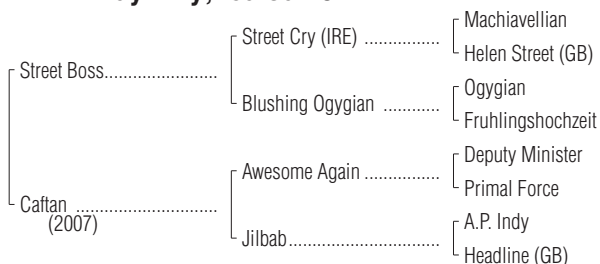 Machiavellian
Street Cry (IRE) ..................
Helen Street (GB)
Street Boss...........................
Ogygian
Blushing Ogygian .............
Fruhlingshochzeit
Deputy Minister
Awesome Again ..................
Primal Force
Caftan ..................................
(2007)
A.P. Indy
Jilbab....................................
Headline (GB)